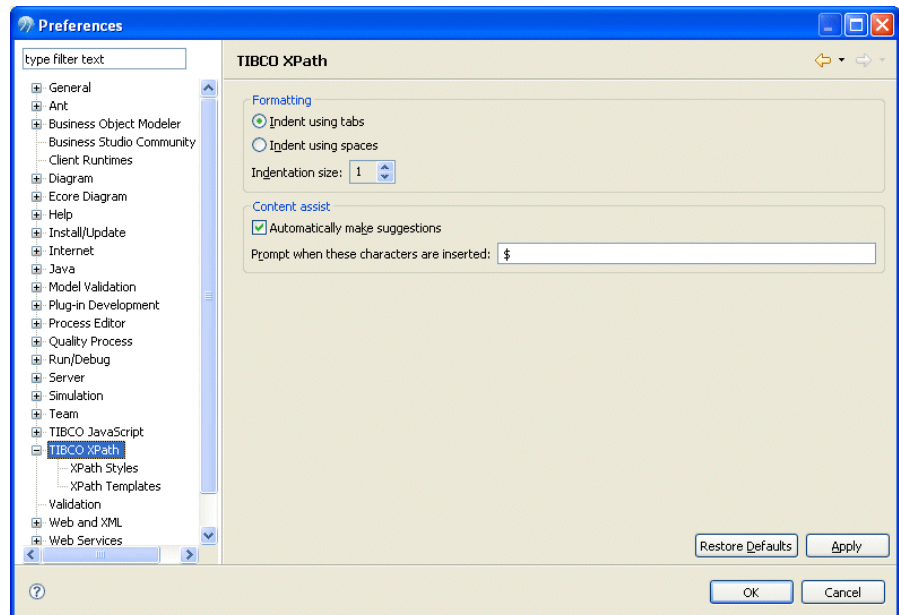 Preferences
type filter text
TIBCO XPath
General
Ant
Business Object Modeler
Business Studio Community
Client Runtimes
Diagram
Ecore Diagram
Help
Install/Update
Internet
Java
Model Validation
Plug-in Development
Process Editor
Quality Process
Run/Debug
Server
Simulation
Team
TIBCO JavaScript
TIBCO XPath
XPath Styles
XPath Templates
Validation
Web and XML
Web Services
Formatting
Indent using tabs
Indent using spaces
Indentation size: 1
Content assist
Automatically make suggestions
Prompt when these characters are inserted: $
Restore Defaults Apply
? OK Cancel